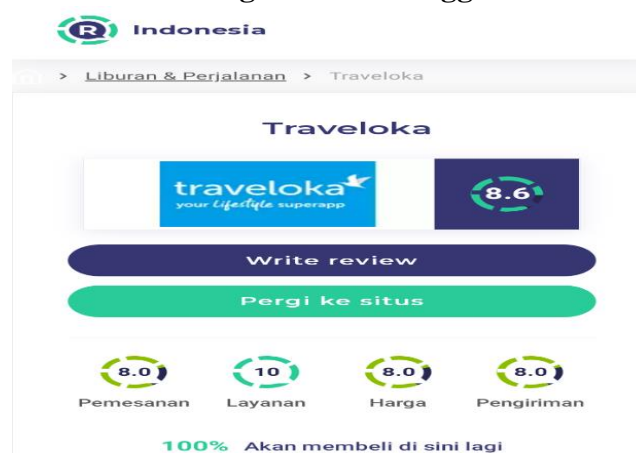 R Indonesia
> Liburan & Perjalanan > Traveloka
Traveloka
traveloka
your Lifestyle superapp
8.6
Write review
Pergi ke situs
8.0 10 8.0 8.0
Pemesanan Layanan Harga Pengiriman
100% Akan membeli di sini lagi